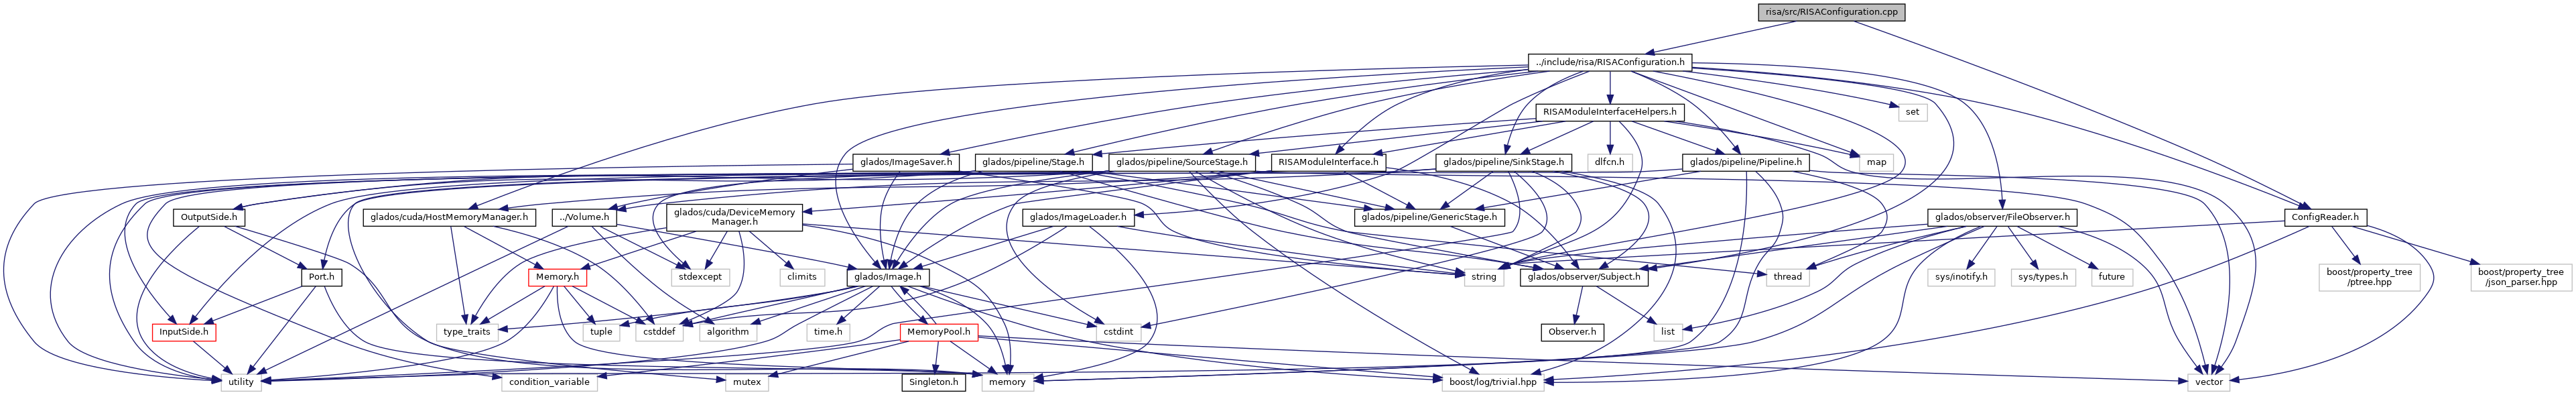 risa/src/RISAConfiguration.cpp
../include/risa/RISAConfiguration.h
RISAModuleInterfaceHelpers.h
set
glados/ImageSaver.h
glados/pipeline/Stage.h
glados/pipeline/SourceStage.h
RISAModuleInterface.h
glados/pipeline/SinkStage.h
dlfcn.h
glados/pipeline/Pipeline.h
map
OutputSide.h
glados/cuda/HostMemoryManager.h
../Volume.h
glados/cuda/DeviceMemory
Manager.h
glados/ImageLoader.h
glados/pipeline/GenericStage.h
glados/observer/FileObserver.h
ConfigReader.h
Port.h
Memory.h
stdexcept
climits
glados/Image.h
string
glados/observer/Subject.h
thread
sys/inotify.h
sys/types.h
future
boost/property_tree
/ptree.hpp
boost/property_tree
/json_parser.hpp
InputSide.h
type_traits
tuple
cstddef
algorithm
time.h
MemoryPool.h
cstdint
Observer.h
list
utility
condition_variable
mutex
Singleton.h
memory
boost/log/trivial.hpp
vector